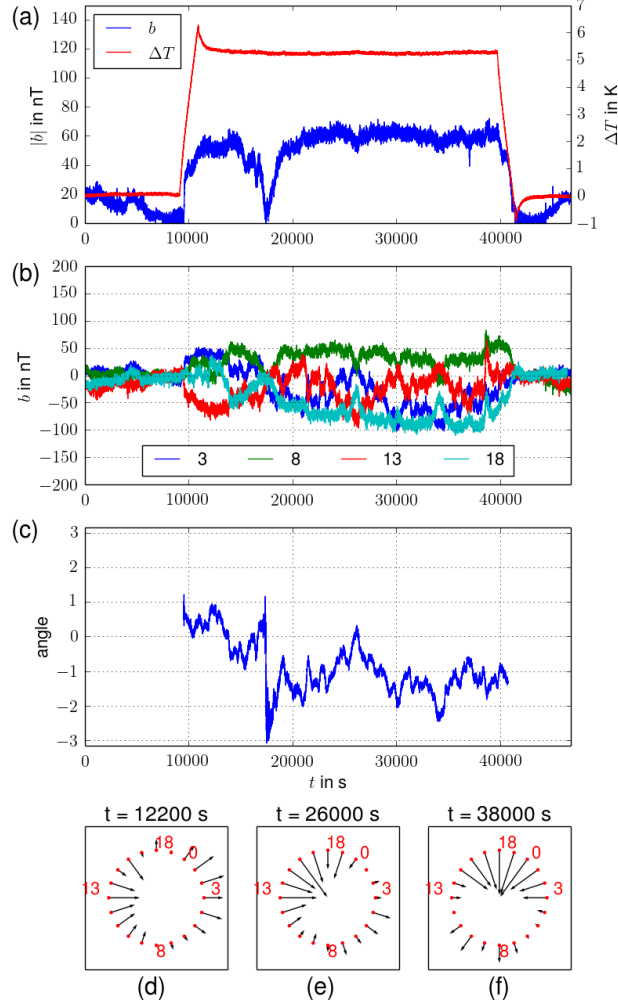 (a)
b
ΔT
|b| in nT
ΔT in K
140
120
100
80
60
40
20
0
7
6
5
4
3
2
1
0
−1
0 10000 20000 30000 40000
(b)
b in nT
200
150
100
50
0
−50
−100
−150
−200
3 8 13 18
0 10000 20000 30000 40000
(c)
angle
3
2
1
0
−1
−2
−3
0 10000 20000 30000 40000
t in s
t = 12200 s t = 26000 s t = 38000 s
18 0 13 3 8
18 0 13 3 8
18 0 13 3 8
(d) (e) (f)